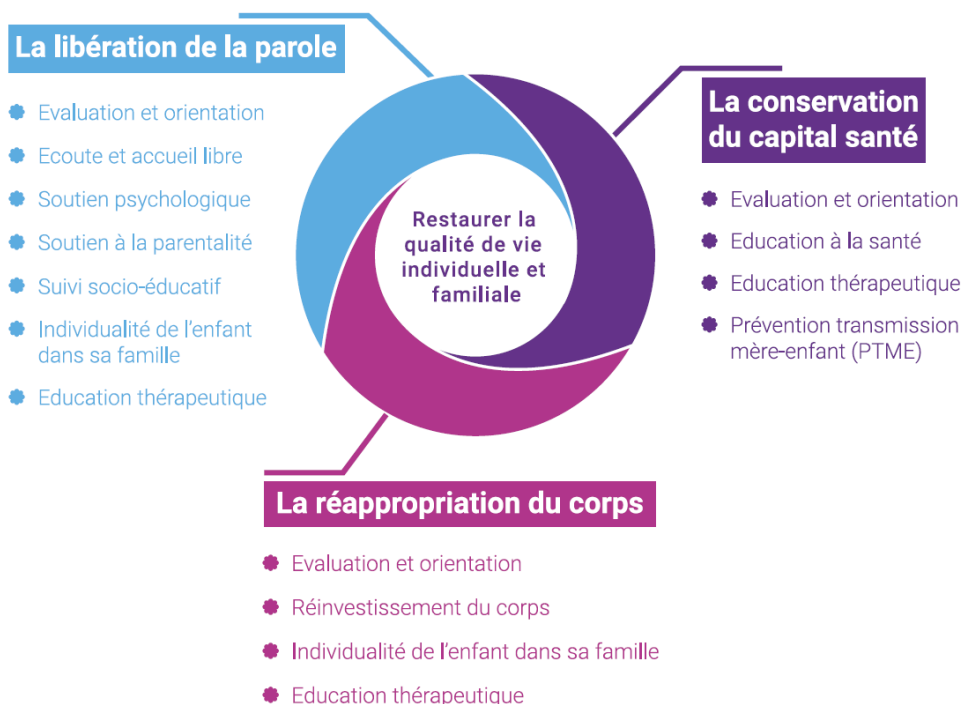 La libération de la parole
Evaluation et orientation
Ecoute et accueil libre
Soutien psychologique
Soutien à la parentalité
Suivi socio-éducatif
Individualité de l'enfant
dans sa famille
Education thérapeutique
Restaurer la
qualité de vie
individuelle et
familiale
La conservation
du capital santé
Evaluation et orientation
Education à la santé
Education thérapeutique
Prévention transmission
mère-enfant (PTME)
La réappropriation du corps
Evaluation et orientation
Réinvestissement du corps
Individualité de l'enfant dans sa famille
Education thérapeutique